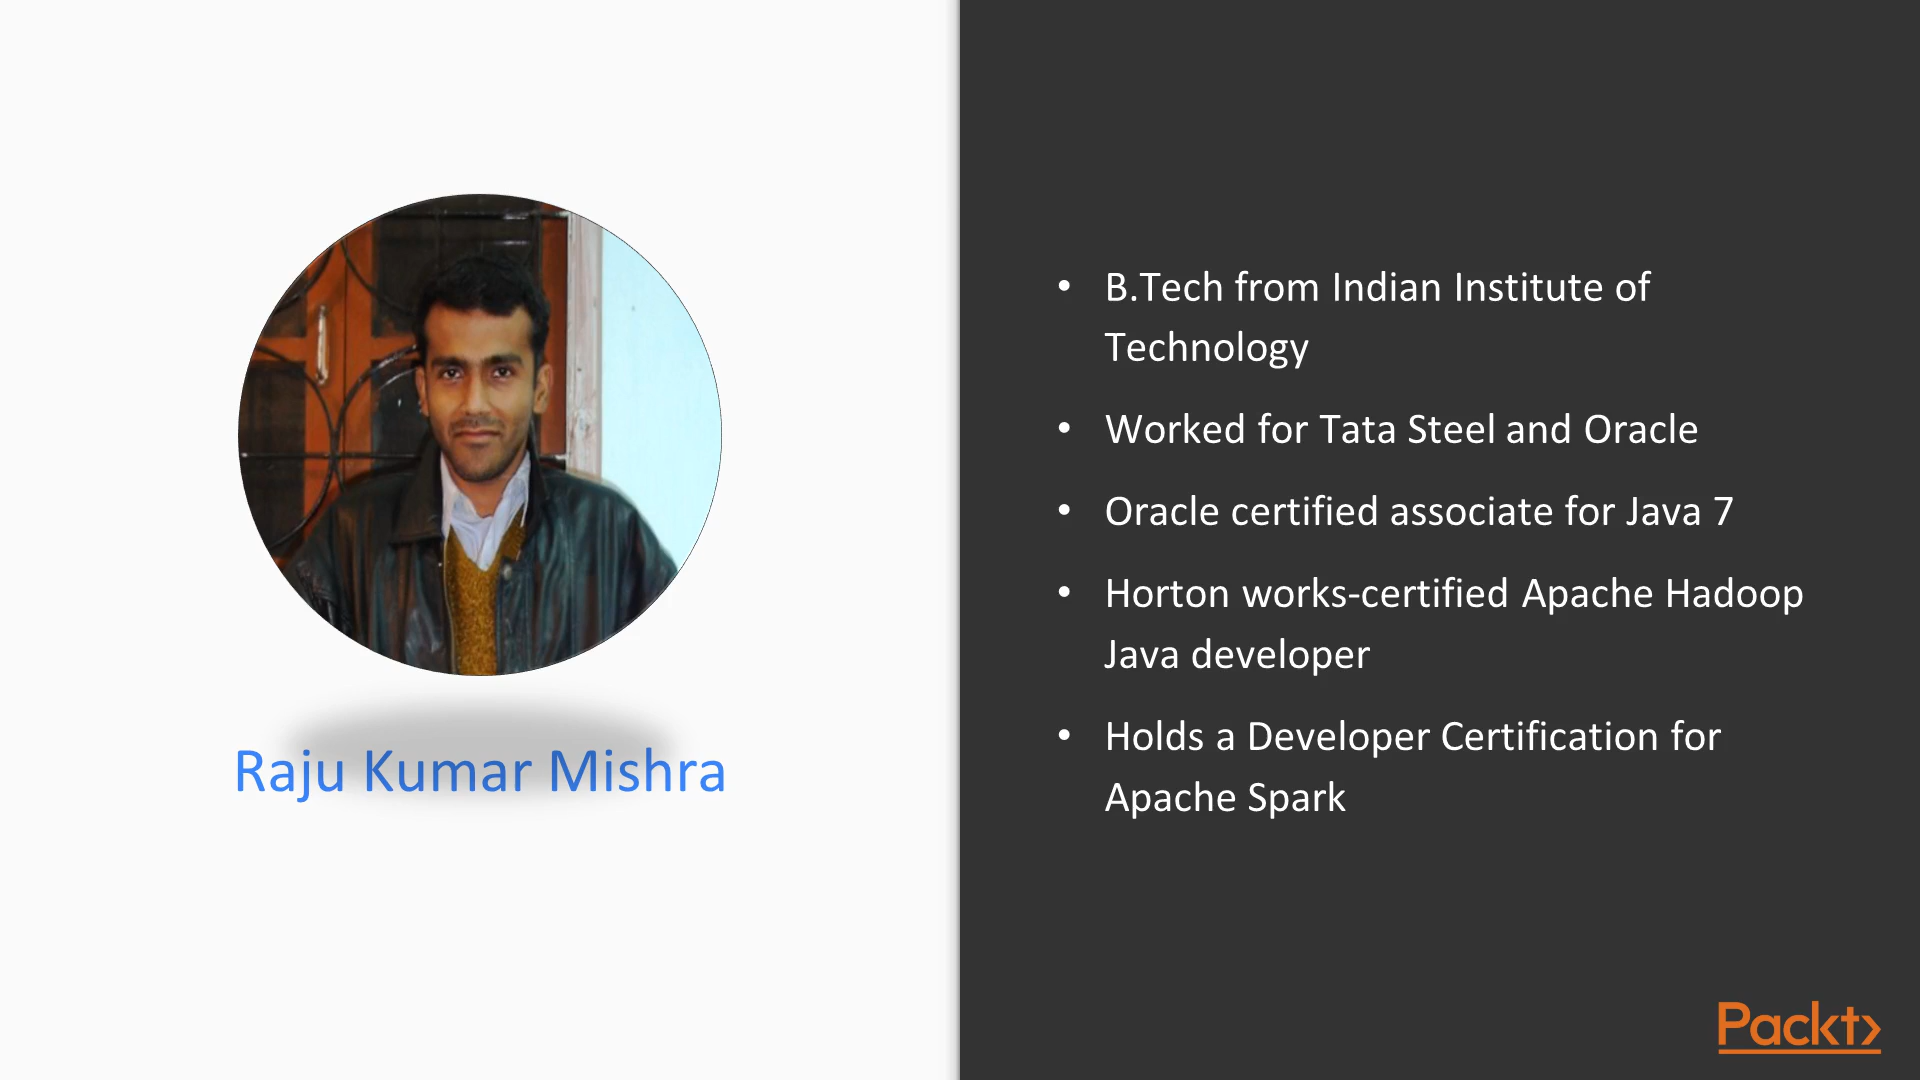 Raju Kumar Mishra
• B.Tech from Indian Institute of
Technology
• Worked for Tata Steel and Oracle
• Oracle certified associate for Java 7
• Horton works-certified Apache Hadoop
Java developer
• Holds a Developer Certification for
Apache Spark
Packt